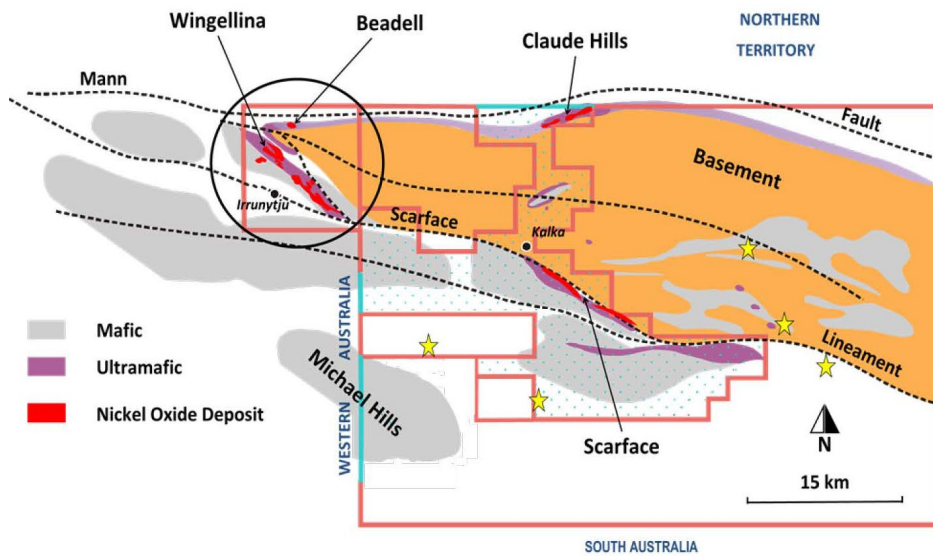 Wingellina
Beadell
NORTHERN
TERRITORY
Claude Hills
Mann
Fault
Basement
Irrunytju
Scarface
Kalka
WESTERN AUSTRALIA
Mafic
Ultramafic
Nickel Oxide Deposit
Michael Hills
Lineament
Scarface
N
15 km
SOUTH AUSTRALIA